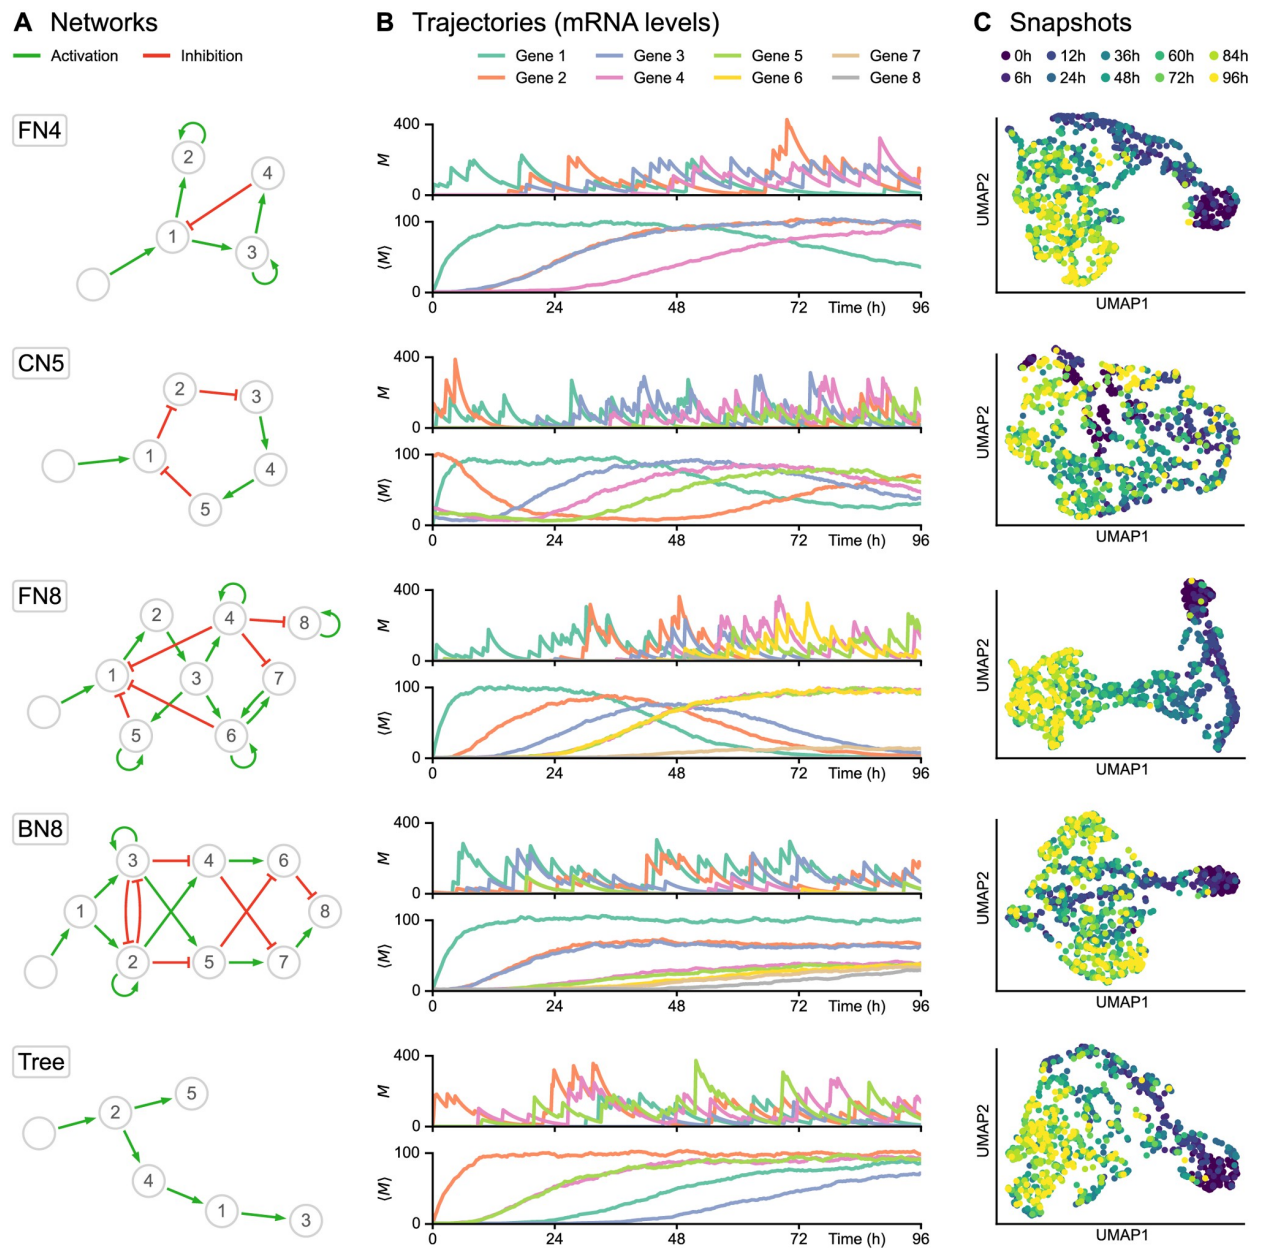 A Networks
Activation Inhibition
B Trajectories (mRNA levels)
Gene 1 Gene 3 Gene 5 Gene 7
Gene 2 Gene 4 Gene 6 Gene 8
C Snapshots
0h 12h 36h 60h 84h
6h 24h 48h 72h 96h
FN4
2
4
1
3
400
M
0
100
⟨M⟩
0
0 24 48 72 Time (h) 96
UMAP2
UMAP1
CN5
2
3
1
4
5
400
M
0
100
⟨M⟩
0
0 24 48 72 Time (h) 96
UMAP2
UMAP1
FN8
2 4 8
1 3 7
5 6
400
M
0
100
⟨M⟩
0
0 24 48 72 Time (h) 96
UMAP2
UMAP1
BN8
3 4 6
1 8
2 5 7
400
M
0
100
⟨M⟩
0
0 24 48 72 Time (h) 96
UMAP2
UMAP1
Tree
5
2
4
1
3
400
M
0
100
⟨M⟩
0
0 24 48 72 Time (h) 96
UMAP2
UMAP1